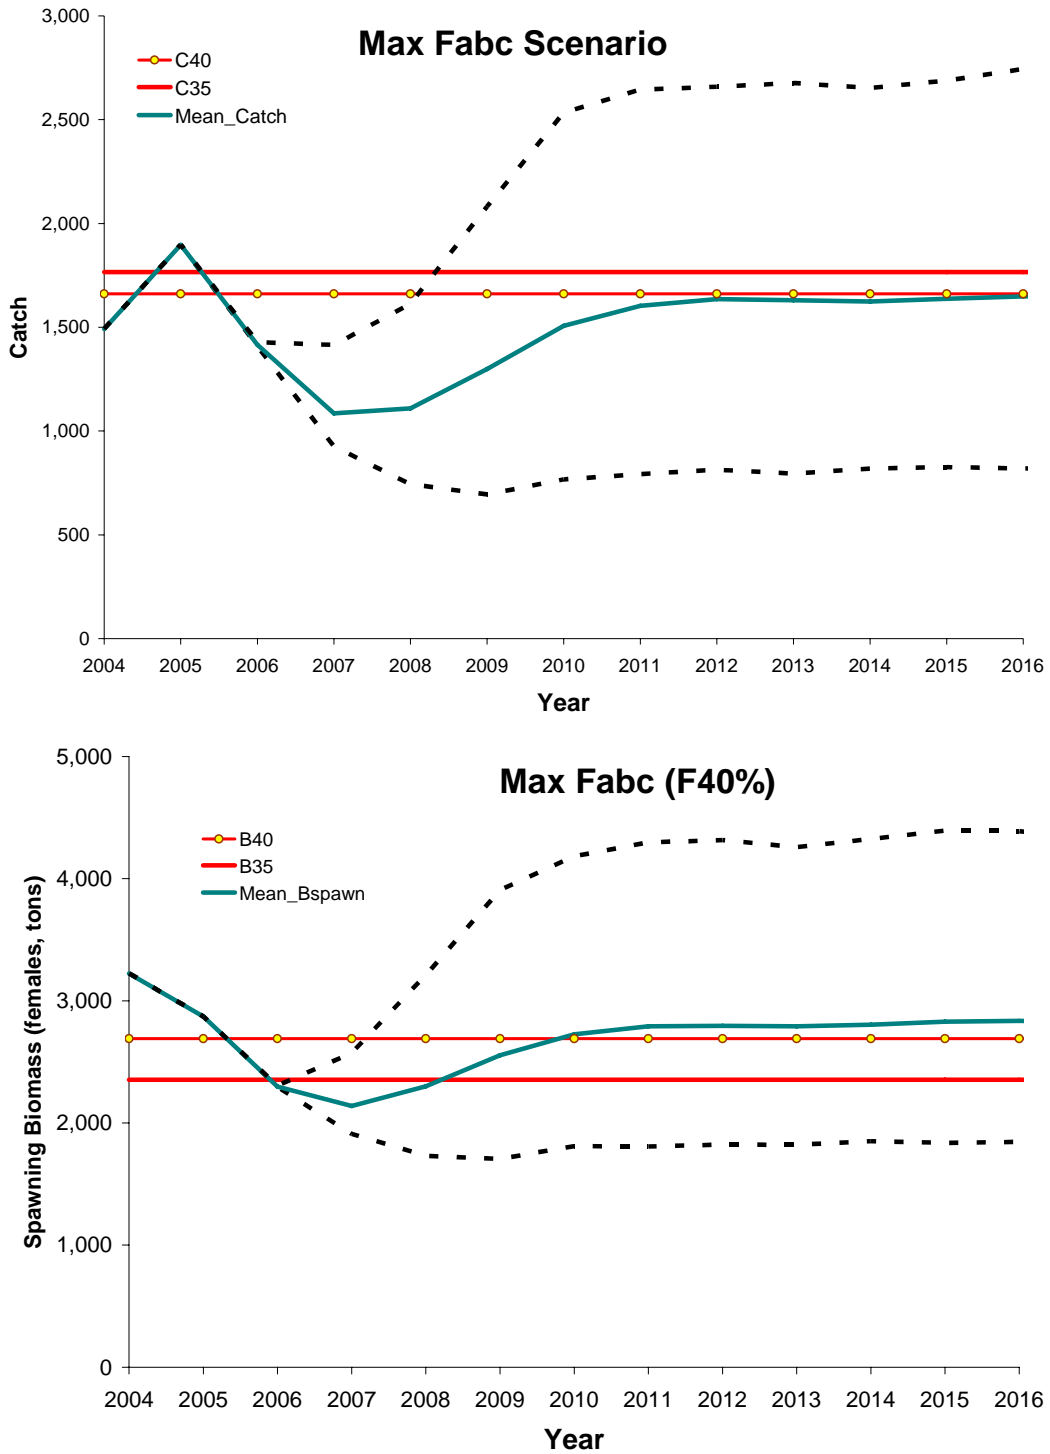 Max Fabc Scenario
C40
C35
Mean_Catch
3,000
2,500
2,000
1,500
1,000
500
0
Catch
2004 2005 2006 2007 2008 2009 2010 2011 2012 2013 2014 2015 2016
Year
Max Fabc (F40%)
B40
B35
Mean_Bspawn
5,000
4,000
3,000
2,000
1,000
0
Spawning Biomass (females, tons)
2004 2005 2006 2007 2008 2009 2010 2011 2012 2013 2014 2015 2016
Year